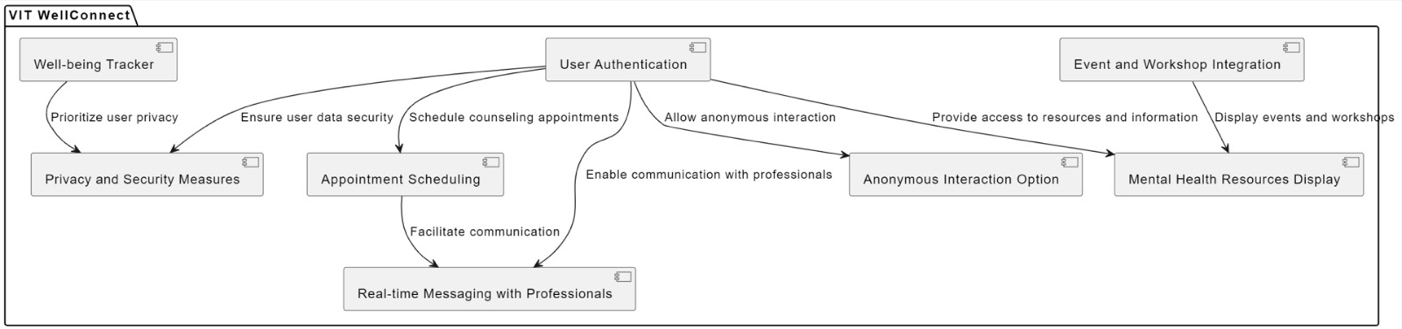 VIT WellConnect
Well-being Tracker
User Authentication
Event and Workshop Integration
Prioritize user privacy
Ensure user data security
Schedule counseling appointments
Allow anonymous interaction
Provide access to resources and information
Display events and workshops
Privacy and Security Measures
Appointment Scheduling
Enable communication with professionals
Anonymous Interaction Option
Mental Health Resources Display
Facilitate communication
Real-time Messaging with Professionals